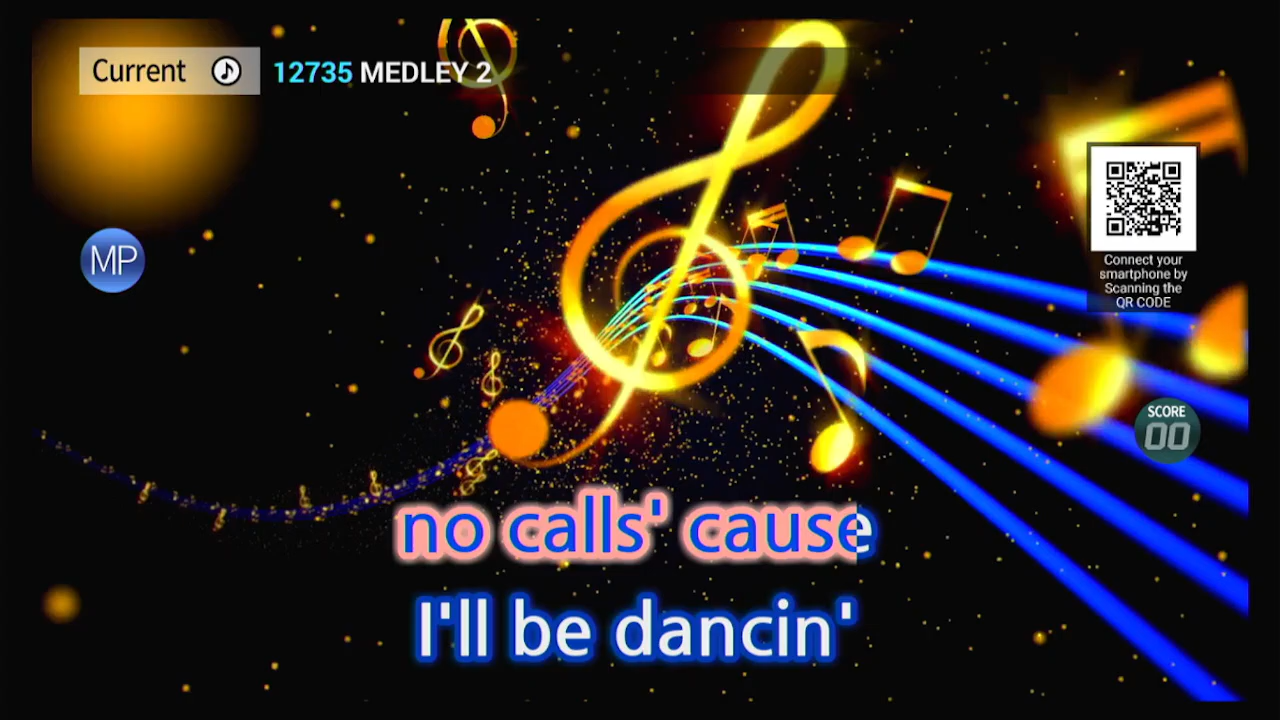 Current 12735 MEDLEY 2
MP
Connect your
smartphone by
Scanning the
QR CODE
SCORE
00
no calls' cause
I'll be dancin'